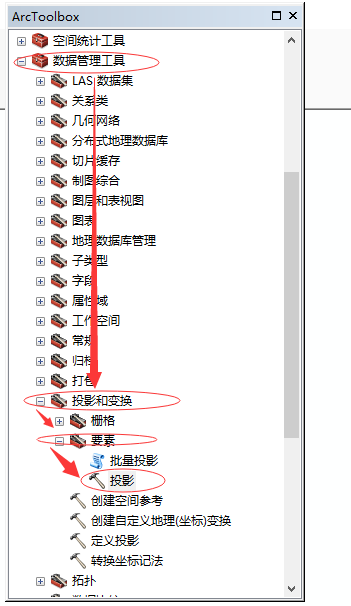 ArcToolbox
空间统计工具
数据管理工具
LAS 数据集
关系类
几何网络
分布式地理数据库
切片缓存
制图综合
图层和表视图
图表
地理数据库管理
子类型
字段
属性域
工作空间
常规
归档
打包
投影和变换
栅格
要素
批量投影
投影
创建空间参考
创建自定义地理(坐标)变换
定义投影
转换坐标记法
拓扑